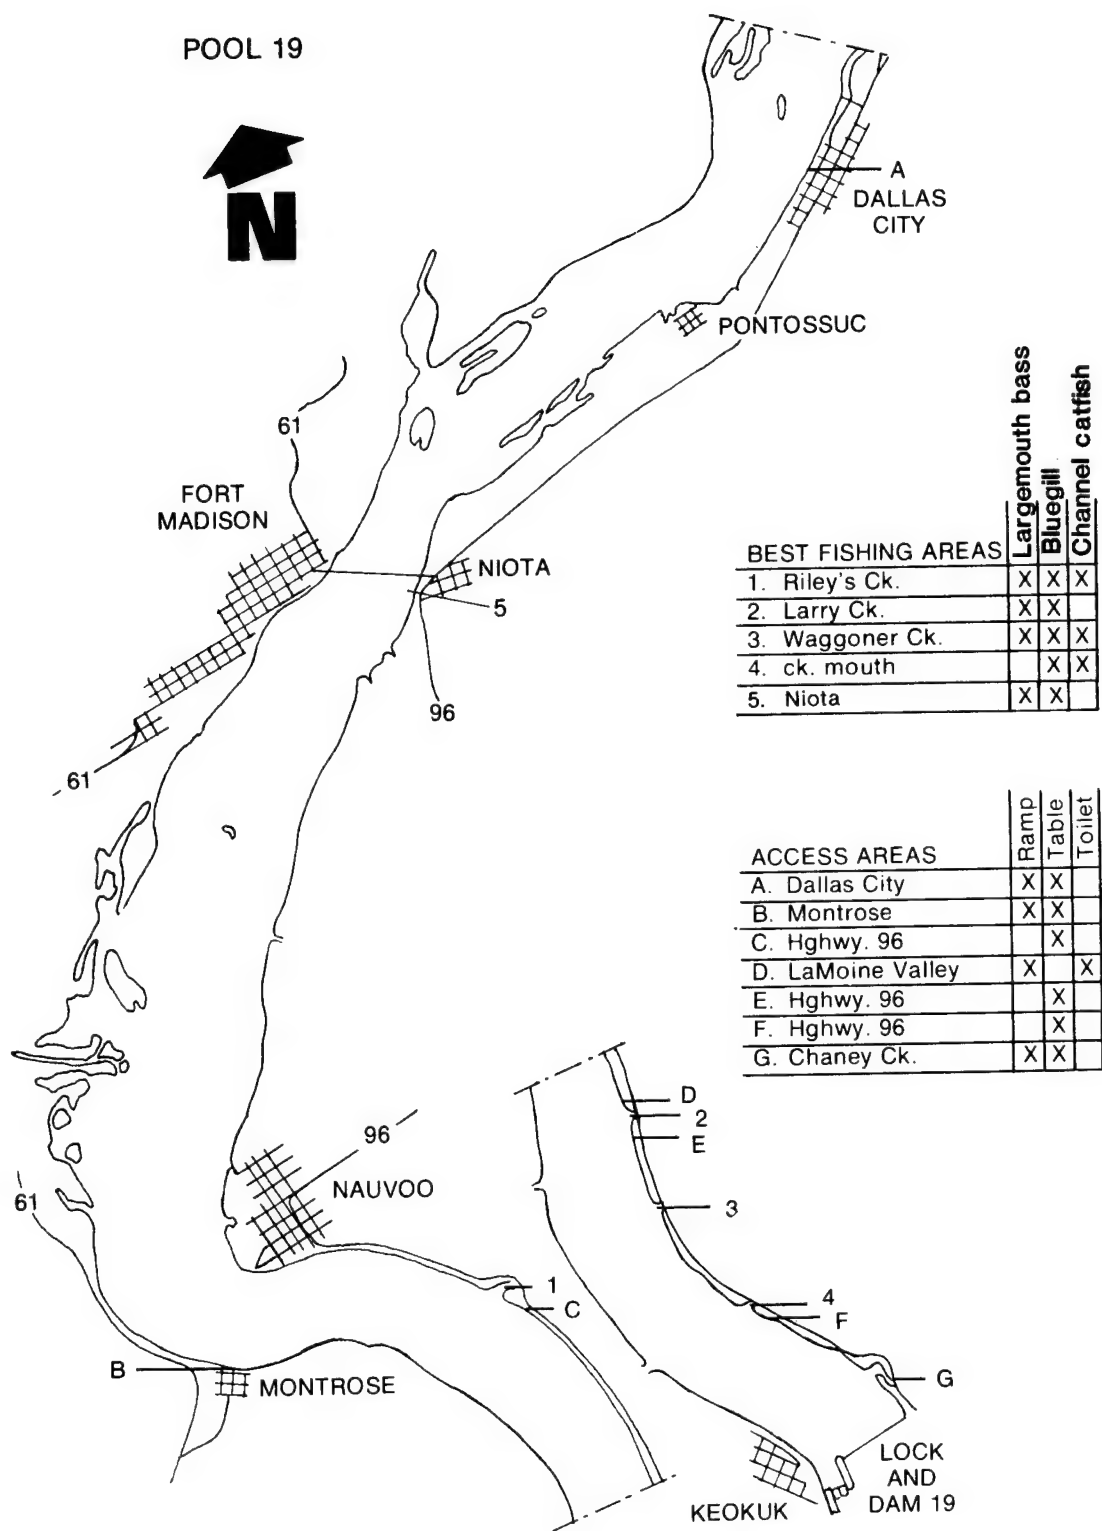 POOL 19
N
A
DALLAS
CITY
PONTOSSUC
61
FORT
MADISON
NIOTA
5
96
61
Largemouth bass
Bluegill
Channel catfish
BEST FISHING AREAS
1. Riley's Ck. X X X
2. Larry Ck. X X
3. Waggoner Ck. X X X
4. ck. mouth X X
5. Niota X X
Ramp
Table
Toilet
ACCESS AREAS
A. Dallas City X X
B. Montrose X X
C. Hghwy. 96 X
D. LaMoine Valley X X
E. Hghwy. 96 X
F. Hghwy. 96 X
G. Chaney Ck. X X
D
2
E
3
4
F
G
96
NAUVOO
61
1
C
B
MONTROSE
KEOKUK
LOCK
AND
DAM 19